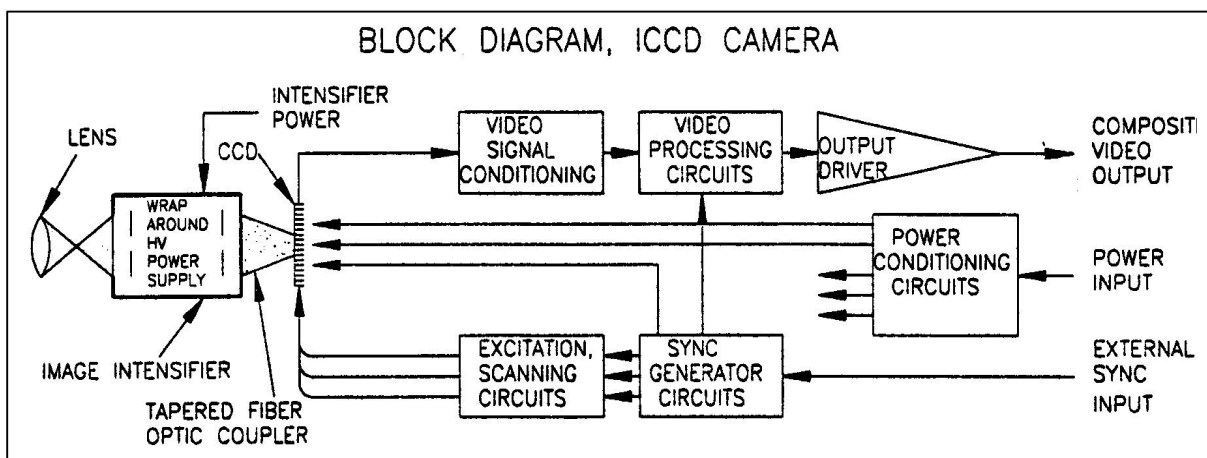 BLOCK DIAGRAM, ICCD CAMERA
INTENSIFIER
POWER
LENS
CCD
VIDEO
SIGNAL
CONDITIONING
VIDEO
PROCESSING
CIRCUITS
OUTPUT
DRIVER
COMPOSIT
VIDEO
OUTPUT
WRAP
AROUND
HV
POWER
SUPPLY
POWER
CONDITIONING
CIRCUITS
POWER
INPUT
IMAGE INTENSIFIER
TAPERED FIBER
OPTIC COUPLER
EXCITATION,
SCANNING
CIRCUITS
SYNC
GENERATOR
CIRCUITS
EXTERNAL
SYNC
INPUT